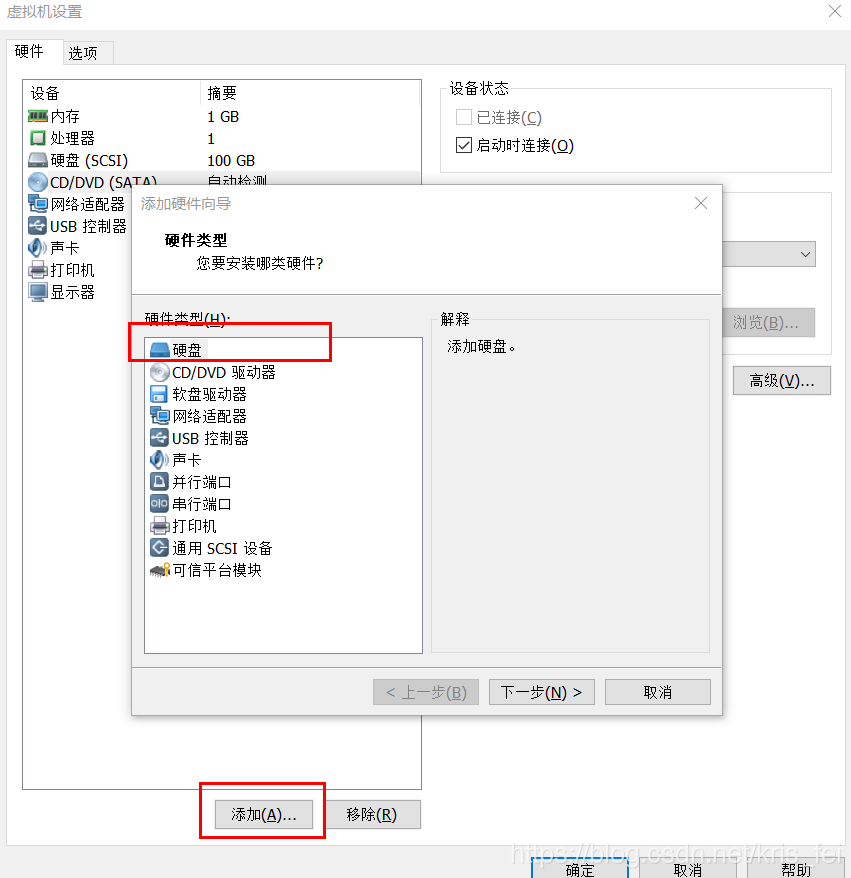 虚拟机设置
硬件 选项
设备 摘要
内存 1 GB
处理器 1
硬盘 (SCSI) 100 GB
CD/DVD (SATA) 自动检测
网络适配器
USB 控制器
声卡
打印机
显示器
设备状态
已连接(C)
启动时连接(O)
添加硬件向导
硬件类型
您要安装哪类硬件?
硬件类型(H):
硬盘
CD/DVD 驱动器
软盘驱动器
网络适配器
USB 控制器
声卡
并行端口
串行端口
打印机
通用 SCSI 设备
可信平台模块
解释
添加硬盘。
< 上一步(B) 下一步(N) > 取消
浏览(B)...
高级(V)...
添加(A)... 移除(R)
确定 取消 帮助
https://blog.csdn.net/kris_fei